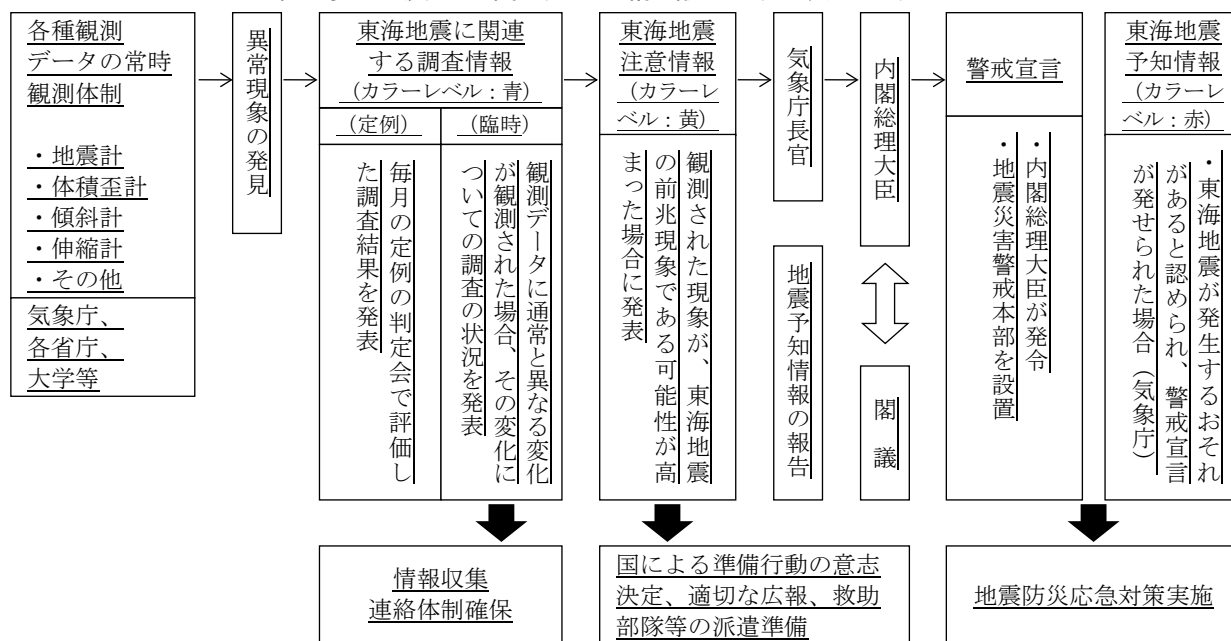 各種観測
データの常時
観測体制
・地震計
・体積歪計
・傾斜計
・伸縮計
・その他
気象庁、
各省庁、
大学等
異常現象の発見
東海地震に関連
する調査情報
（カラーレベル：青）
（定例）
毎月の定例の判定会で評価し
た調査結果を発表
（臨時）
観測データに通常と異なる変化
が観測された場合、その変化に
ついての調査の状況を発表
東海地震
注意情報
（カラーレ
ベル：黄）
観測された現象が、東海地震
の前兆現象である可能性が高
まった場合に発表
気象庁長官
地震予知情報の報告
内閣総理大臣
閣議
警戒宣言
・内閣総理大臣が発令
・地震災害警戒本部を設置
東海地震
予知情報
（カラーレ
ベル：赤）
・東海地震が発生するおそれ
があると認められ、警戒宣言
が発せられた場合（気象庁）
情報収集
連絡体制確保
国による準備行動の意志
決定、適切な広報、救助
部隊等の派遣準備
地震防災応急対策実施